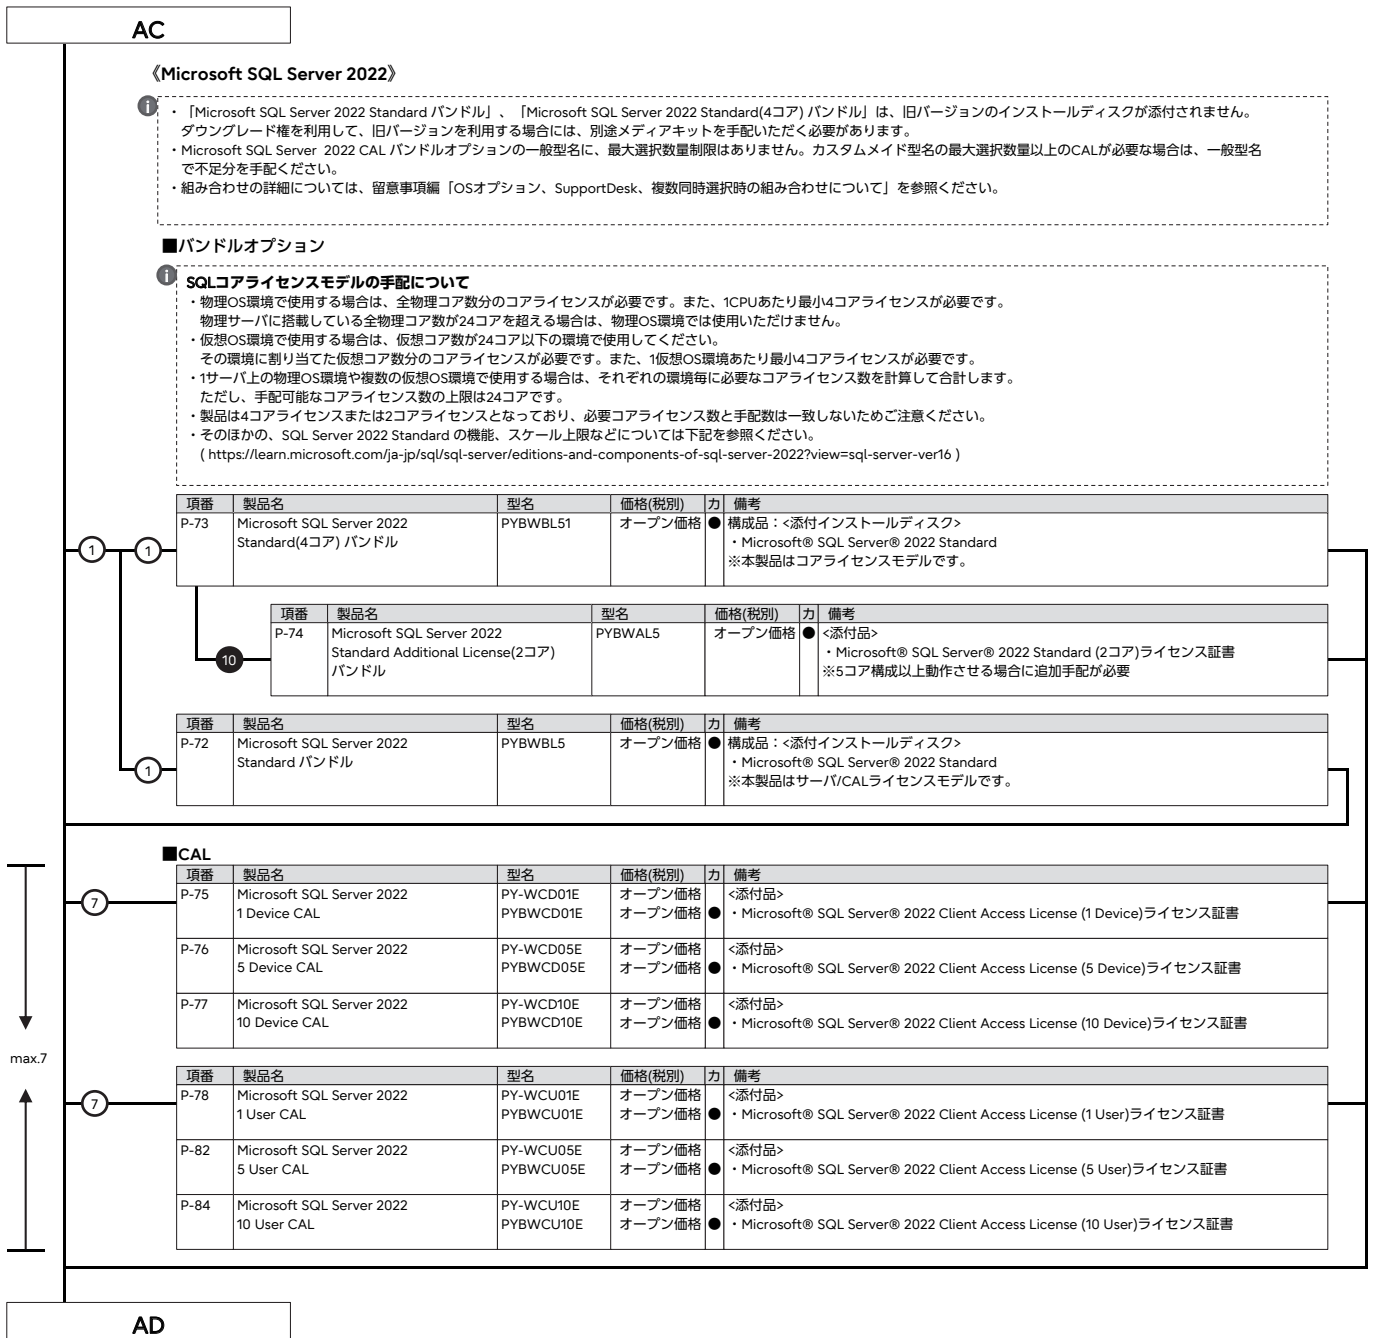 AC
《Microsoft SQL Server 2022》
・「Microsoft SQL Server 2022 Standard バンドル」、「Microsoft SQL Server 2022 Standard(4コア) バンドル」は、旧バージョンのインストールディスクが添付されません。
ダウングレード権を利用して、旧バージョンを利用する場合には、別途メディアキットを手配いただく必要があります。
・Microsoft SQL Server 2022 CAL バンドルオプションの一般型名に、最大選択数量制限はありません。カスタムメイド型名の最大選択数量以上のCALが必要な場合は、一般型名
で不足分を手配ください。
・組み合わせの詳細については、留意事項編「OSオプション、SupportDesk、複数同時選択時の組み合わせについて」を参照ください。
■バンドルオプション
SQLコアライセンスモデルの手配について
・物理OS環境で使用する場合は、全物理コア数分のコアライセンスが必要です。また、1CPUあたり最小4コアライセンスが必要です。
物理サーバに搭載している全物理コア数が24コアを超える場合は、物理OS環境では使用いただけません。
・仮想OS環境で使用する場合は、仮想コア数が24コア以下の環境で使用してください。
その環境に割り当てた仮想コア数分のコアライセンスが必要です。また、1仮想OS環境あたり最小4コアライセンスが必要です。
・1サーバ上の物理OS環境や複数の仮想OS環境で使用する場合は、それぞれの環境毎に必要なコアライセンス数を計算して合計します。
ただし、手配可能なコアライセンス数の上限は24コアです。
・製品は4コアライセンスまたは2コアライセンスとなっており、必要コアライセンス数と手配数は一致しないためご注意ください。
・そのほかの、SQL Server 2022 Standard の機能、スケール上限などについては下記を参照ください。
( https://learn.microsoft.com/ja-jp/sql/sql-server/editions-and-components-of-sql-server-2022?view=sql-server-ver16 )
項番 製品名 型名 価格(税別) カ 備考
P-73 Microsoft SQL Server 2022 PYBWBL51 オープン価格 ● 構成品：<添付インストールディスク>
Standard(4コア) バンドル ・Microsoft® SQL Server® 2022 Standard
1 1 ※本製品はコアライセンスモデルです。
項番 製品名 型名 価格(税別) カ 備考
P-74 Microsoft SQL Server 2022 PYBWAL5 オープン価格 ● <添付品>
Standard Additional License(2コア) ・Microsoft® SQL Server® 2022 Standard (2コア)ライセンス証書
10 バンドル ※5コア構成以上動作させる場合に追加手配が必要
項番 製品名 型名 価格(税別) カ 備考
P-72 Microsoft SQL Server 2022 PYBWBL5 オープン価格 ● 構成品：<添付インストールディスク>
Standard バンドル ・Microsoft® SQL Server® 2022 Standard
1 ※本製品はサーバ/CALライセンスモデルです。
■CAL
項番 製品名 型名 価格(税別) カ 備考
P-75 Microsoft SQL Server 2022 PY-WCD01E オープン価格 <添付品>
7 1 Device CAL PYBWCD01E オープン価格 ● ・Microsoft® SQL Server® 2022 Client Access License (1 Device)ライセンス証書
P-76 Microsoft SQL Server 2022 PY-WCD05E オープン価格 <添付品>
5 Device CAL PYBWCD05E オープン価格 ● ・Microsoft® SQL Server® 2022 Client Access License (5 Device)ライセンス証書
P-77 Microsoft SQL Server 2022 PY-WCD10E オープン価格 <添付品>
10 Device CAL PYBWCD10E オープン価格 ● ・Microsoft® SQL Server® 2022 Client Access License (10 Device)ライセンス証書
max.7
項番 製品名 型名 価格(税別) カ 備考
P-78 Microsoft SQL Server 2022 PY-WCU01E オープン価格 <添付品>
7 1 User CAL PYBWCU01E オープン価格 ● ・Microsoft® SQL Server® 2022 Client Access License (1 User)ライセンス証書
P-82 Microsoft SQL Server 2022 PY-WCU05E オープン価格 <添付品>
5 User CAL PYBWCU05E オープン価格 ● ・Microsoft® SQL Server® 2022 Client Access License (5 User)ライセンス証書
P-84 Microsoft SQL Server 2022 PY-WCU10E オープン価格 <添付品>
10 User CAL PYBWCU10E オープン価格 ● ・Microsoft® SQL Server® 2022 Client Access License (10 User)ライセンス証書
AD